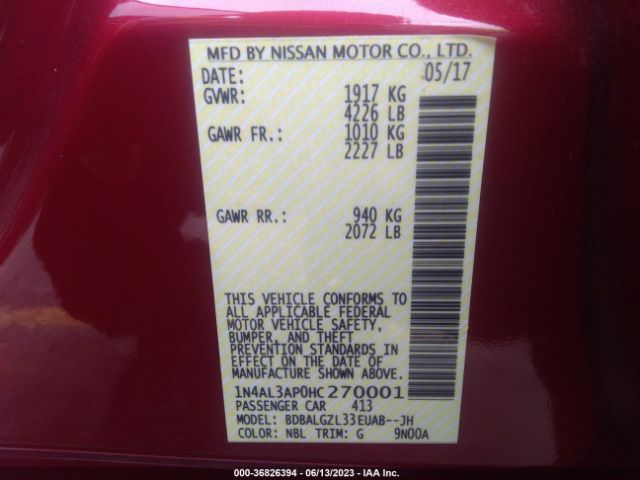 MFD BY NISSAN MOTOR CO., LTD.
DATE: 05/17
GVWR: 1917 KG
4226 LB
GAWR FR.: 1010 KG
2227 LB
GAWR RR.: 940 KG
2072 LB
THIS VEHICLE CONFORMS TO
ALL APPLICABLE FEDERAL
MOTOR VEHICLE SAFETY,
BUMPER, AND THEFT
PREVENTION STANDARDS IN
EFFECT ON THE DATE OF
MANUFACTURE SHOWN ABOVE
1N4AL3AP0HC270001
PASSENGER CAR 413
MODEL: BDBALGZL33EUAB--JH
COLOR: NBL TRIM: G 9N00A
000-36826394 - 06/13/2023 - IAA Inc.